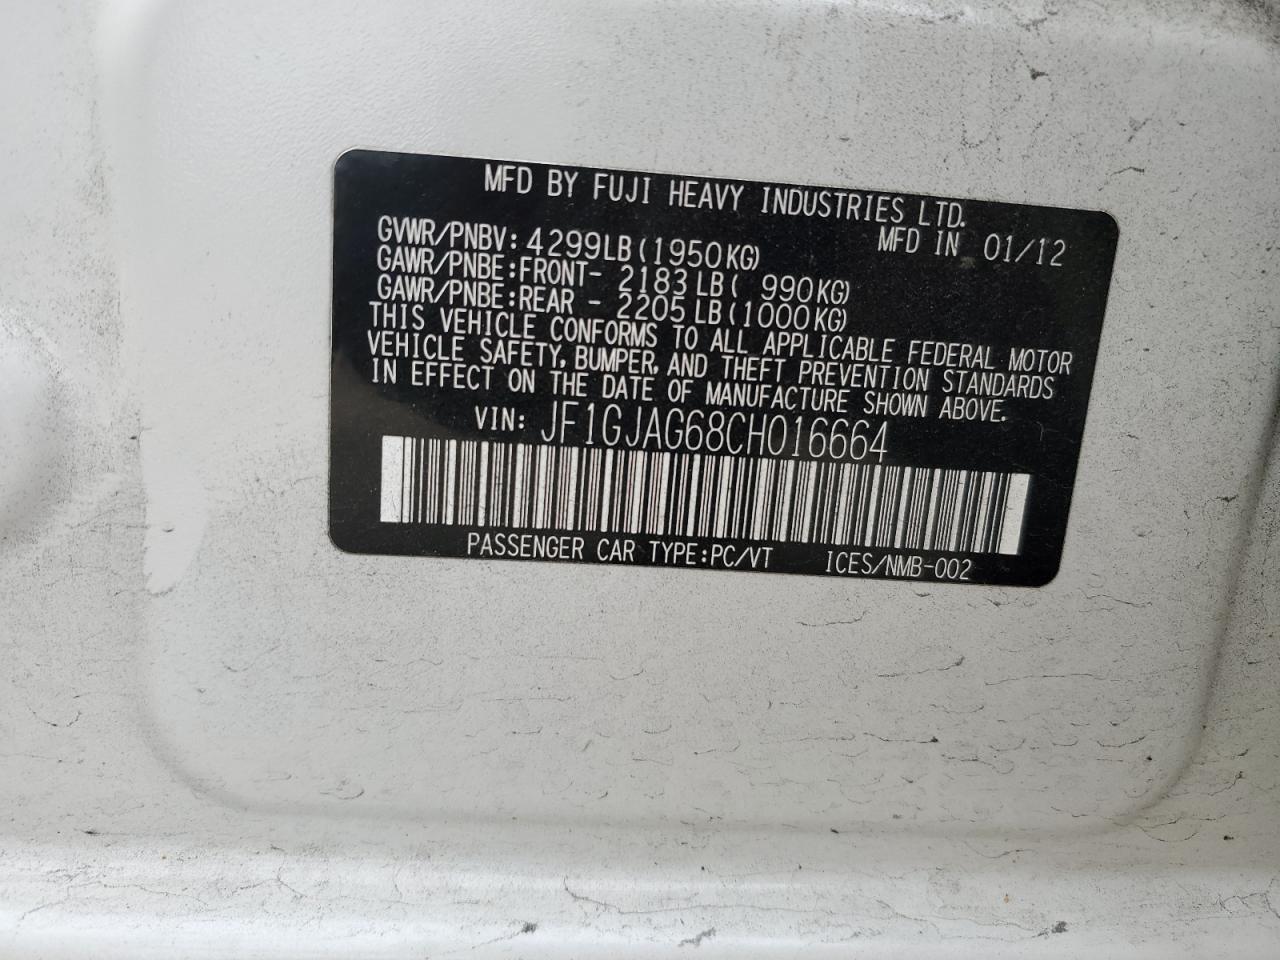 MFD BY FUJI HEAVY INDUSTRIES LTD.
MFD IN 01/12
GVWR/PNBV: 4299LB(1950KG)
GAWR/PNBE:FRONT- 2183LB( 990KG)
GAWR/PNBE:REAR - 2205LB(1000KG)
THIS VEHICLE CONFORMS TO ALL APPLICABLE FEDERAL MOTOR
VEHICLE SAFETY, BUMPER, AND THEFT PREVENTION STANDARDS
IN EFFECT ON THE DATE OF MANUFACTURE SHOWN ABOVE.
VIN: JF1GJAG68CH016664
PASSENGER CAR TYPE:PC/VT ICES/NMB-002